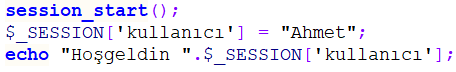 session_start();
$_SESSION['kullanıcı'] = "Ahmet";
echo "Hoşgeldin ".$_SESSION['kullanıcı'];